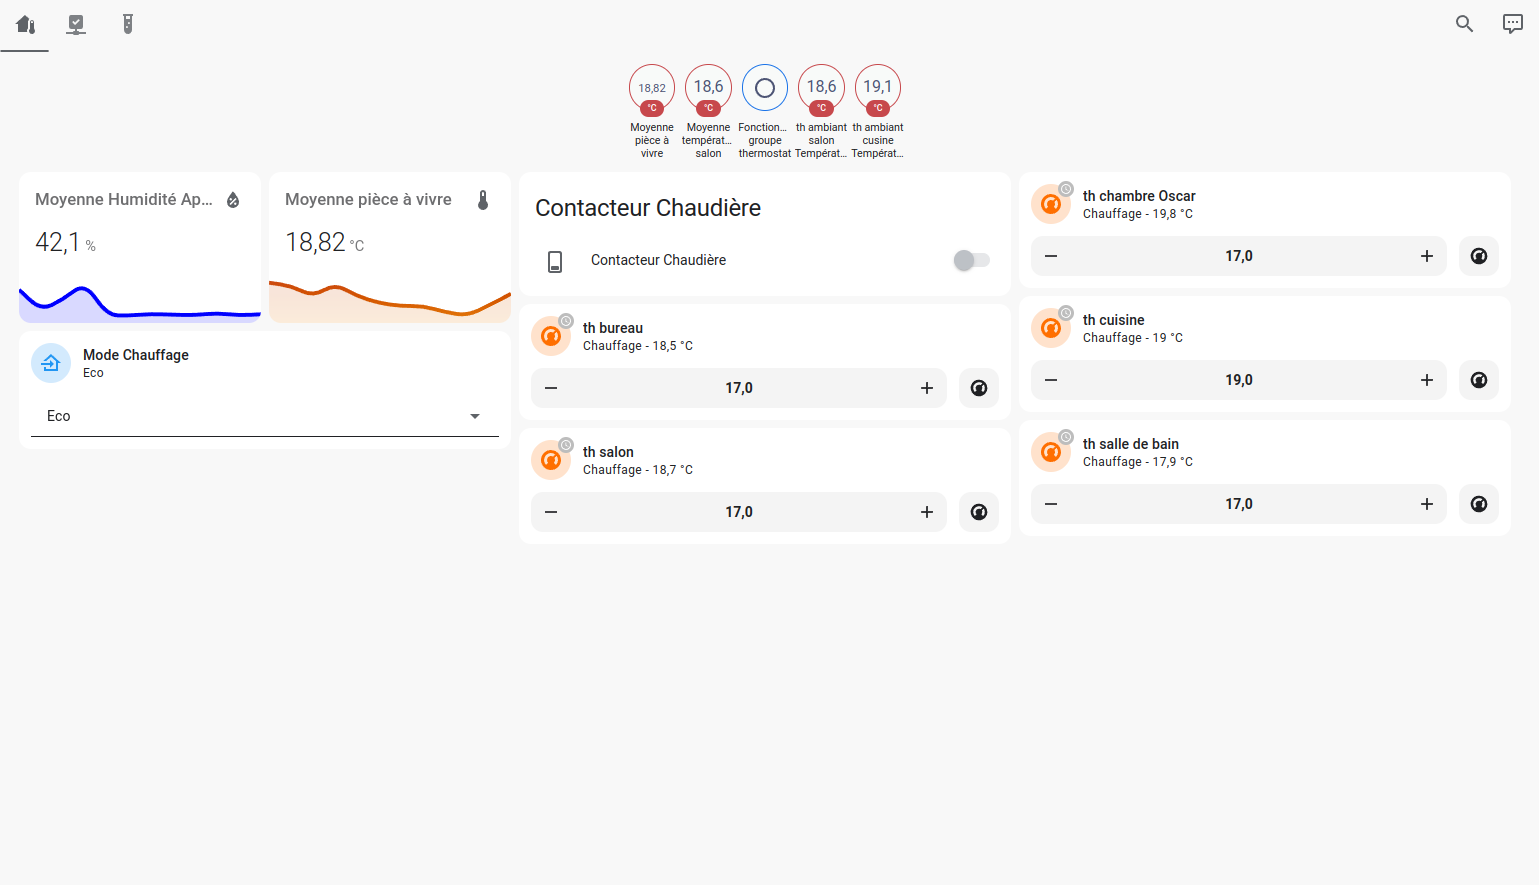 18,82
°C
Moyenne
pièce à
vivre
18,6
°C
Moyenne
températ...
salon
Fonction...
groupe
thermostat
18,6
°C
th ambiant
salon
Températ...
19,1
°C
th ambiant
cusine
Températ...
Moyenne Humidité Ap...
42,1 %
Moyenne pièce à vivre
18,82 °C
Mode Chauffage
Eco
Eco
Contacteur Chaudière
Contacteur Chaudière
th bureau
Chauffage - 18,5 °C
17,0
th salon
Chauffage - 18,7 °C
17,0
th chambre Oscar
Chauffage - 19,8 °C
17,0
th cuisine
Chauffage - 19 °C
19,0
th salle de bain
Chauffage - 17,9 °C
17,0